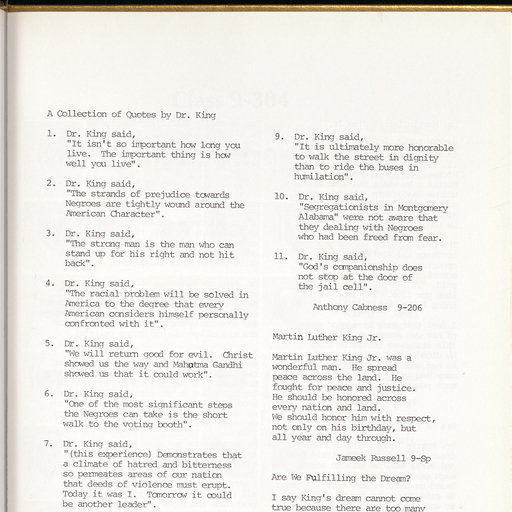 A Collection of Quotes by Dr. King
1. Dr. King said,
"It isn't so important how long you
live. The important thing is how
well you live".
2. Dr. King said,
"The strands of prejudice towards
Negroes are tightly wound around the
American Character".
3. Dr. King said,
"The strong man is the man who can
stand up for his right and not hit
back".
4. Dr. King said,
"The racial problem will be solved in
America to the degree that every
American considers himself personally
confronted with it".
5. Dr. King said,
"We will return good for evil. Christ
showed us the way and Mahatma Gandhi
showed us that it could work".
6. Dr. King said,
"One of the most significant steps
the Negroes can take is the short
walk to the voting booth".
7. Dr. King said,
"(this experience) Demonstrates that
a climate of hatred and bitterness
so permeates areas of our nation
that deeds of violence must erupt.
Today it was I. Tomorrow it could
be another leader".
9. Dr. King said,
"It is ultimately more honorable
to walk the street in dignity
than to ride the buses in
humilation".
10. Dr. King said,
"Segregationists in Montgomery
Alabama" were not aware that
they dealing with Negroes
who had been freed from fear.
11. Dr. King said,
"God's companionship does
not stop at the door of
the jail cell".
Anthony Cabness 9-206
Martin Luther King Jr.
Martin Luther King Jr. was a
wonderful man. He spread
peace across the land. He
fought for peace and justice.
He should be honored across
every nation and land.
We should honor him with respect,
not only on his birthday, but
all year and day through.
Jameek Russell 9-Sp
Are We Fulfilling the Dream?
I say King's dream cannot come
true because there are too many